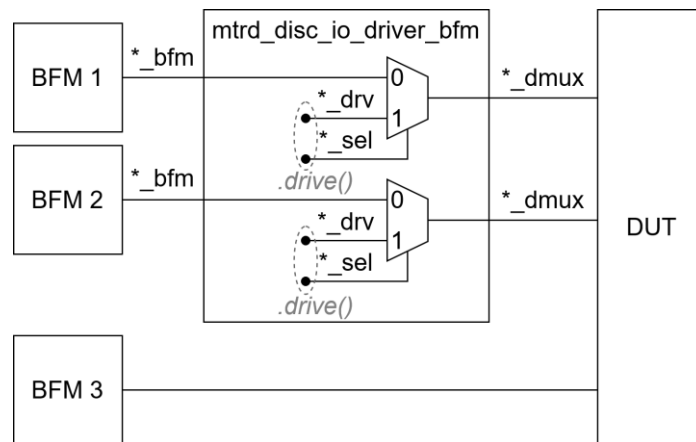 mtrd_disc_io_driver_bfm
BFM 1
*_bfm
0
*_drv
1
*_sel
.drive()
*_dmux
BFM 2
*_bfm
0
*_drv
1
*_sel
.drive()
*_dmux
DUT
BFM 3